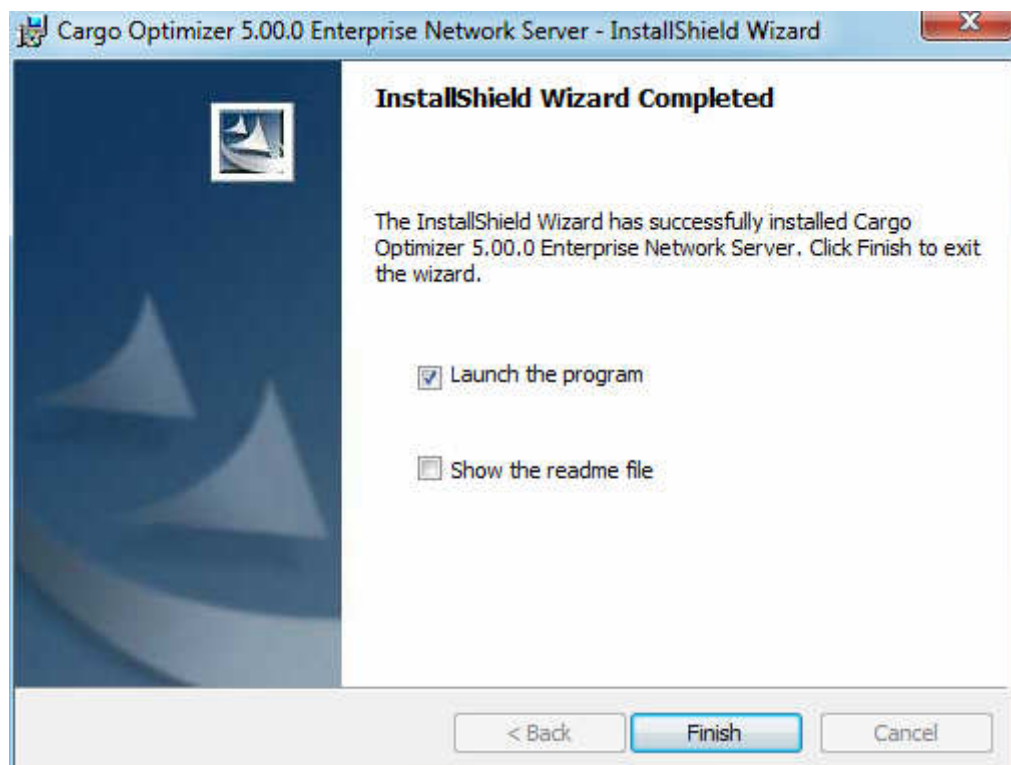 Cargo Optimizer 5.00.0 Enterprise Network Server - InstallShield Wizard
InstallShield Wizard Completed
The InstallShield Wizard has successfully installed Cargo
Optimizer 5.00.0 Enterprise Network Server. Click Finish to exit
the wizard.
Launch the program
Show the readme file
< Back
Finish
Cancel